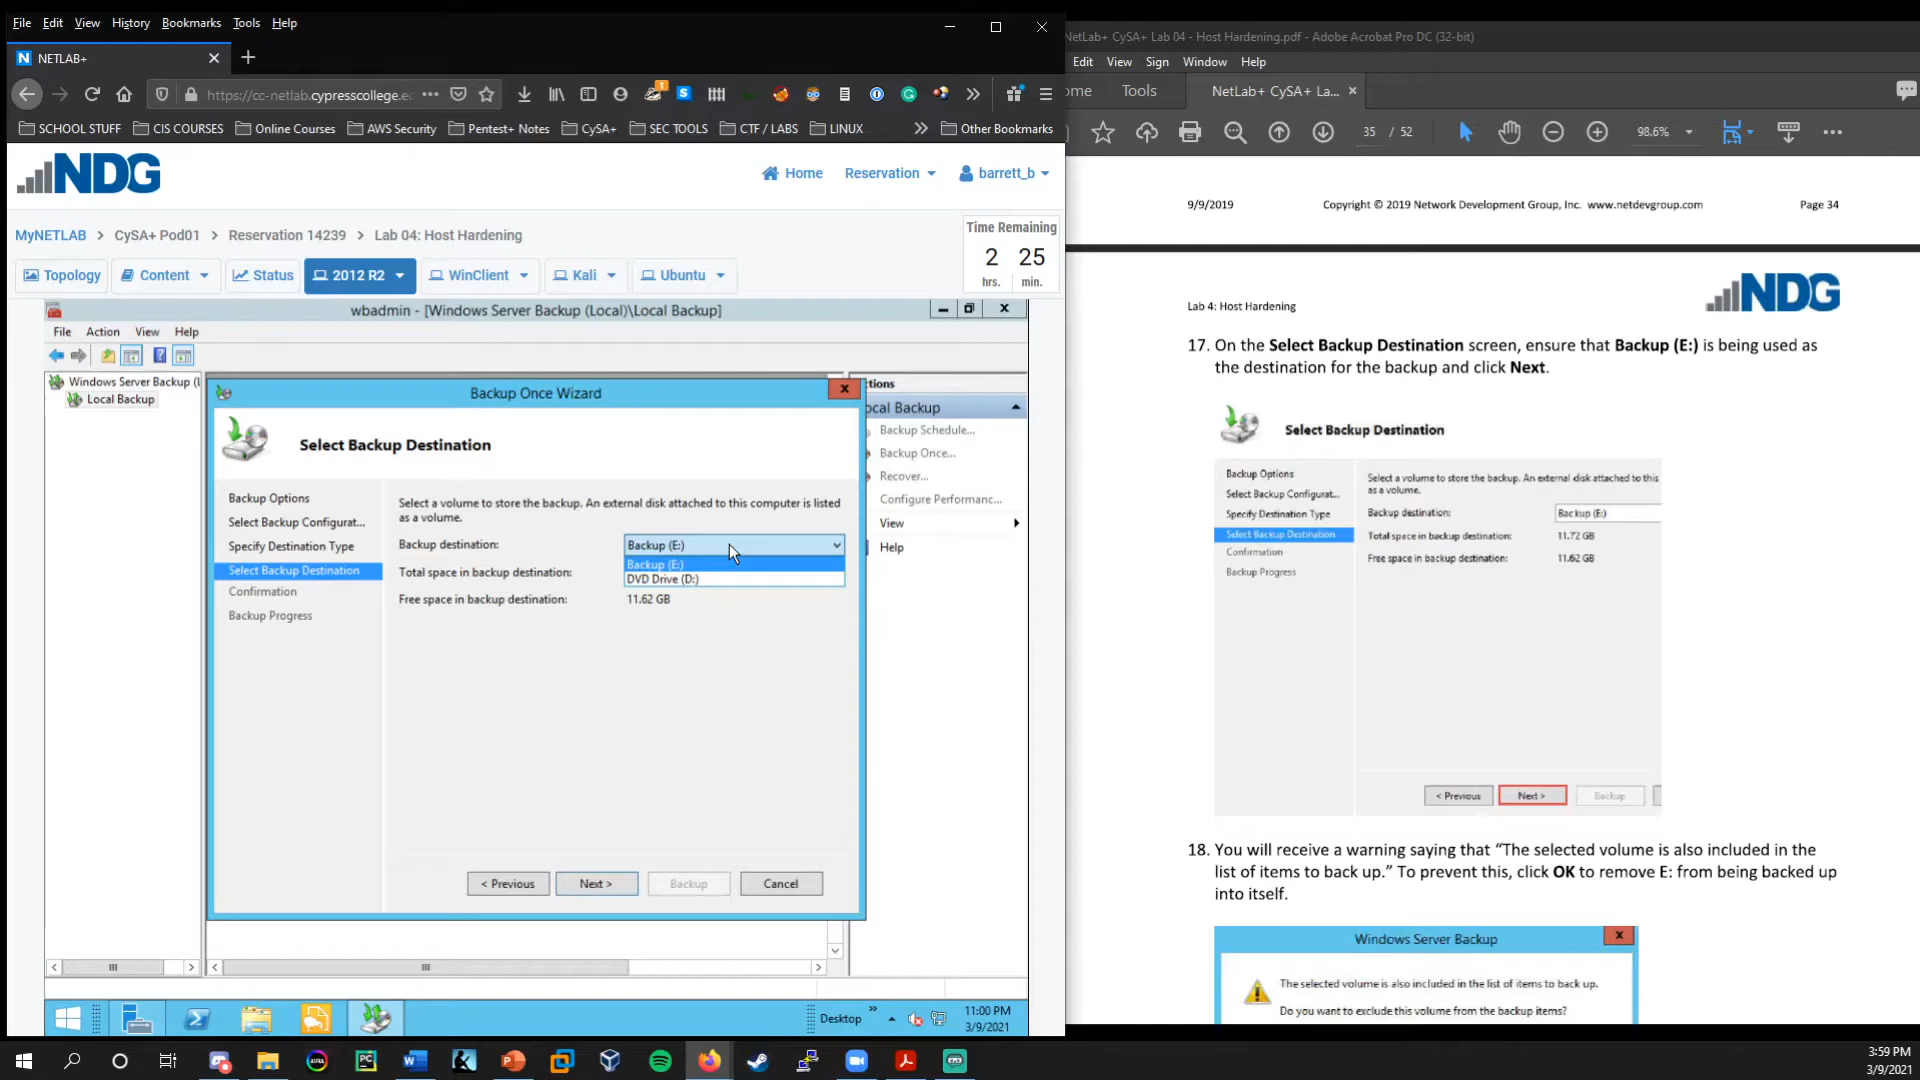 File Edit View History Bookmarks Tools Help
NETLAB+
https://cc-netlab.cypresscollege.ec
1
SCHOOL STUFF CIS COURSES Online Courses AWS Security Pentest+ Notes CySA+ SEC TOOLS CTF / LABS LINUX Other Bookmarks
NDG
Home Reservation barrett_b
MyNETLAB > CySA+ Pod01 > Reservation 14239 > Lab 04: Host Hardening
Time Remaining
2 25
hrs. min.
Topology Content Status 2012 R2 WinClient Kali Ubuntu
wbadmin - [Windows Server Backup (Local)\Local Backup]
File Action View Help
Windows Server Backup (L
Local Backup
Backup Once Wizard
Select Backup Destination
Backup Options
Select Backup Configurat...
Specify Destination Type
Select Backup Destination
Confirmation
Backup Progress
Select a volume to store the backup. An external disk attached to this computer is listed
as a volume.
Backup destination: Backup (E:)
Backup (E:)
DVD Drive (D:)
Total space in backup destination:
Free space in backup destination: 11.62 GB
< Previous Next > Backup Cancel
ctions
ocal Backup
Backup Schedule...
Backup Once...
Recover...
Configure Performanc...
View
Help
Desktop
11:00 PM
3/9/2021
NetLab+ CySA+ Lab 04 - Host Hardening.pdf - Adobe Acrobat Pro DC (32-bit)
Edit View Sign Window Help
ome Tools NetLab+ CySA+ La...
35 / 52 98.6%
9/9/2019 Copyright © 2019 Network Development Group, Inc. www.netdevgroup.com Page 34
Lab 4: Host Hardening
NDG
17. On the Select Backup Destination screen, ensure that Backup (E:) is being used as
the destination for the backup and click Next.
Select Backup Destination
Backup Options
Select Backup Configurat...
Specify Destination Type
Select Backup Destination
Confirmation
Backup Progress
Select a volume to store the backup. An external disk attached to this
as a volume.
Backup destination: Backup (E:)
Total space in backup destination: 11.72 GB
Free space in backup destination: 11.62 GB
< Previous Next > Backup
18. You will receive a warning saying that “The selected volume is also included in the
list of items to back up.” To prevent this, click OK to remove E: from being backed up
into itself.
Windows Server Backup
The selected volume is also included in the list of items to back up.
Do you want to exclude this volume from the backup items?
3:59 PM
3/9/2021